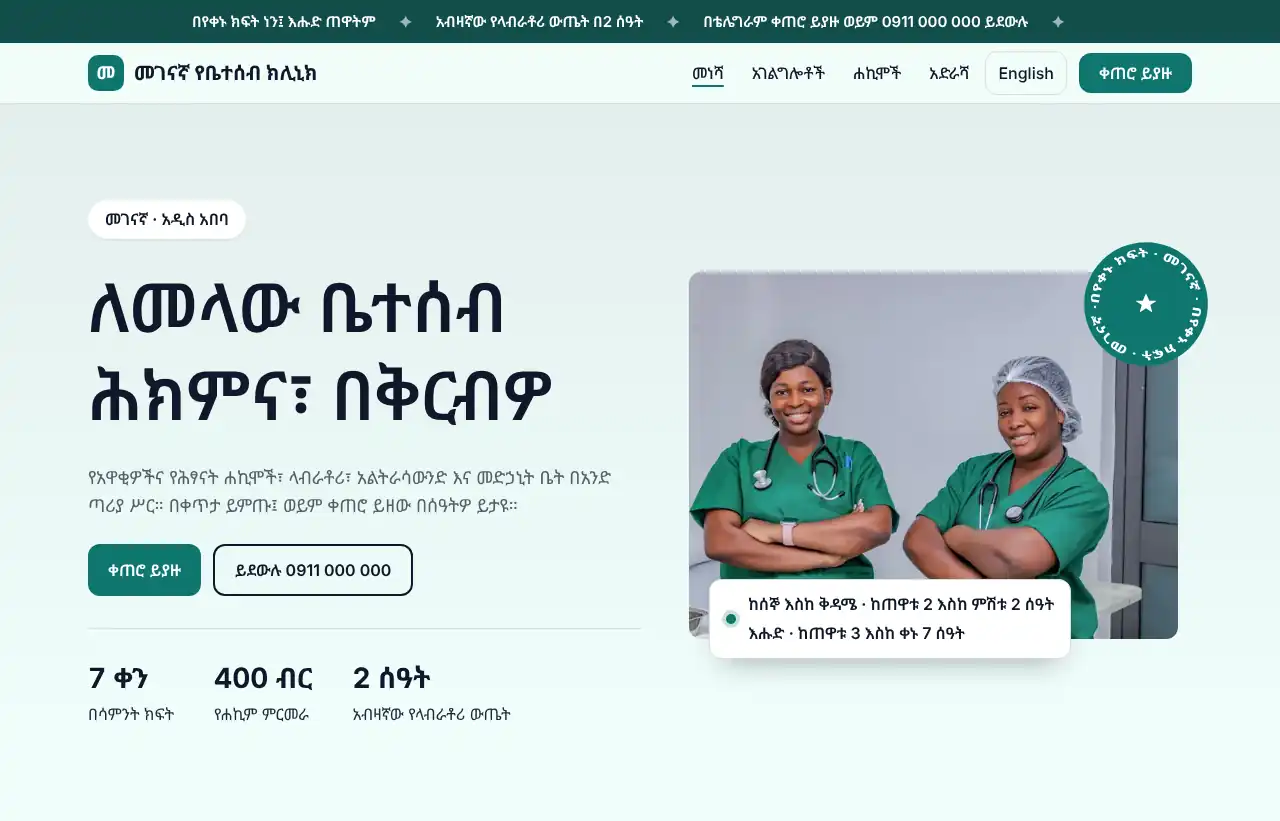 በየቀኑ ክፍት ነን፤ እሑድ ጠዋትም ✦ አብዛኛው የላብራቶሪ ውጤት በ2 ሰዓት ✦ በቴሌግራም ቀጠሮ ይያዙ ወይም 0911 000 000 ይደውሉ ✦
መ መገናኛ የቤተሰብ ክሊኒክ
መነሻ አገልግሎቶች ሐኪሞች አድራሻ English ቀጠሮ ይያዙ
መገናኛ · አዲስ አበባ
ለመላው ቤተሰብ
ሕክምና፣ በቅርብዎ
የአዋቂዎችና የሕፃናት ሐኪሞች፣ ላብራቶሪ፣ አልትራሳውንድ እና መድኃኒት ቤት በአንድ
ጣሪያ ሥር። በቀጥታ ይምጡ፤ ወይም ቀጠሮ ይዘው በሰዓትዎ ይታዩ።
ቀጠሮ ይያዙ ይደውሉ 0911 000 000
7 ቀን
በሳምንት ክፍት
400 ብር
የሐኪም ምርመራ
2 ሰዓት
አብዛኛው የላብራቶሪ ውጤት
በየቀኑ ክፍት · መገናኛ · በየቀኑ ክፍት · መገናኛ ·
ከሰኞ እስከ ቅዳሜ · ከጠዋቱ 2 እስከ ምሽቱ 2 ሰዓት
እሑድ · ከጠዋቱ 3 እስከ ቀኑ 7 ሰዓት